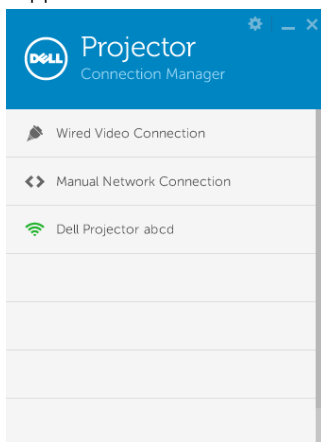 DELL
Projector
Connection Manager
Wired Video Connection
Manual Network Connection
Dell Projector abcd